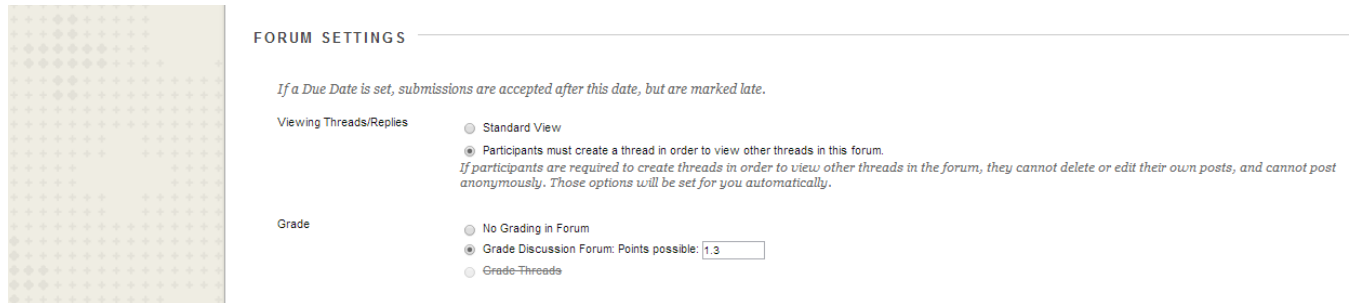 FORUM SETTINGS
If a Due Date is set, submissions are accepted after this date, but are marked late.
Viewing Threads/Replies
Standard View
Participants must create a thread in order to view other threads in this forum.
If participants are required to create threads in order to view other threads in the forum, they cannot delete or edit their own posts, and cannot post
anonymously. Those options will be set for you automatically.
Grade
No Grading in Forum
Grade Discussion Forum: Points possible: 1.3
Grade Threads